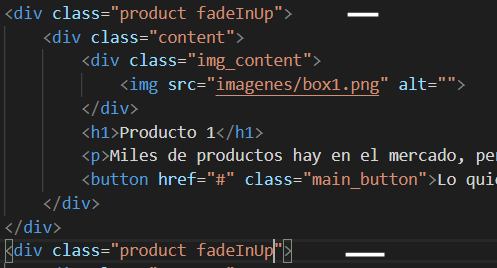 <div class="product fadeInUp">
<div class="content">
<div class="img_content">
<img src="imagenes/box1.png" alt="">
</div>
<h1>Producto 1</h1>
<p>Miles de productos hay en el mercado,
<button href="#" class="main_button">Lo
</div>
</div>
<div class="product fadeInUp">